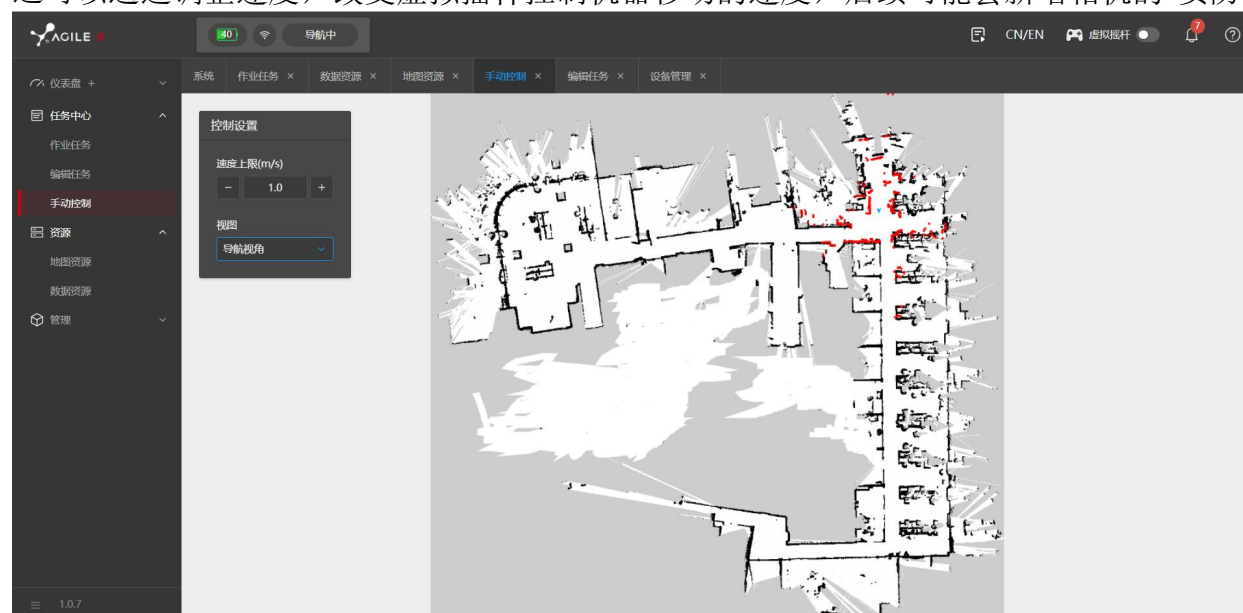 AGILE X
40
导航中
CN/EN
虚拟摇杆
7
仪表盘 +
系统
作业任务 ×
数据资源 ×
地图资源 ×
手动控制 ×
编辑任务 ×
设备管理 ×
任务中心
作业任务
编辑任务
手动控制
资源
地图资源
数据资源
管理
控制设置
速度上限(m/s)
− 1.0 +
视图
导航视角
1.0.7